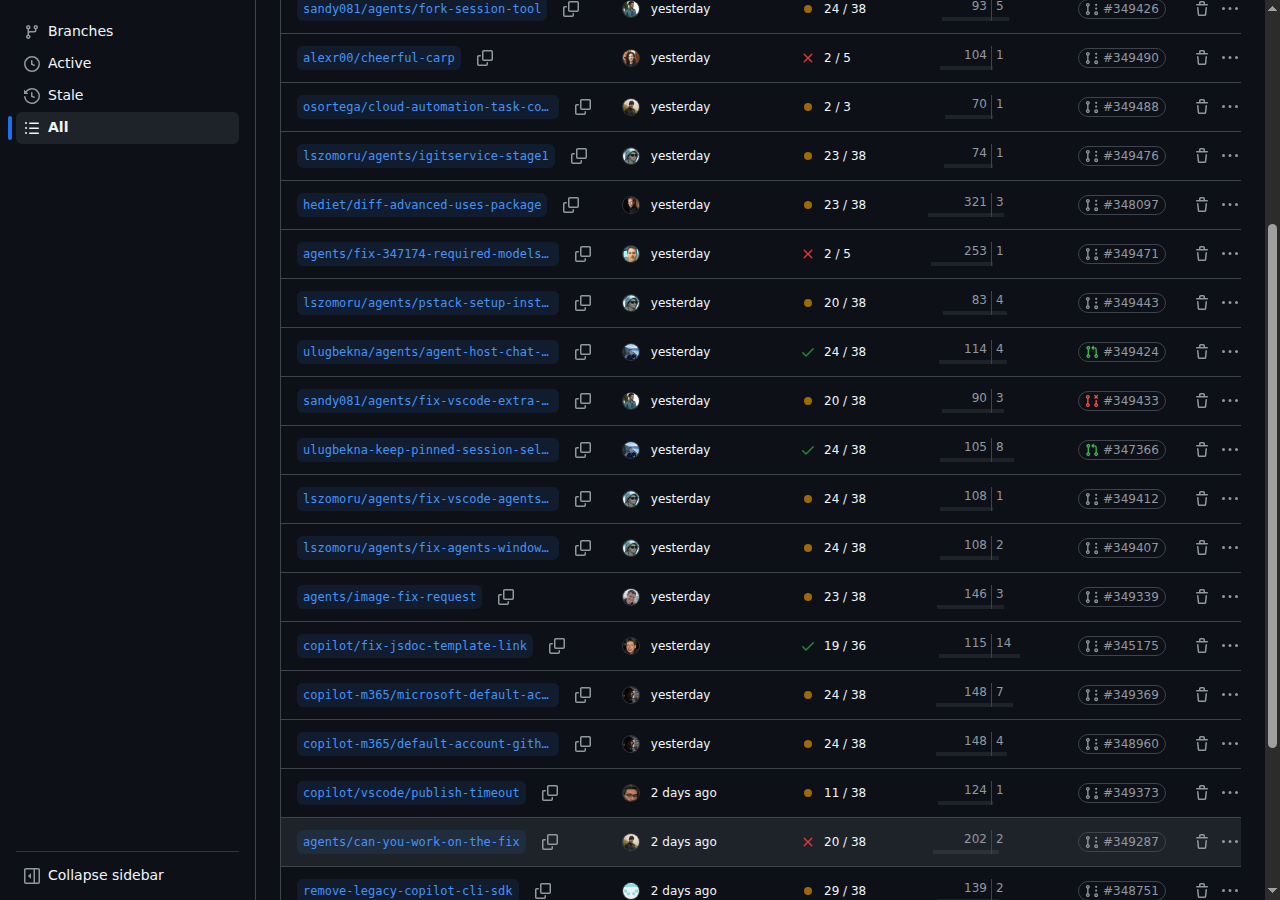 Branches
Active
Stale
All
Collapse sidebar
sandy081/agents/fork-session-tool yesterday 24 / 38 93 5 #349426
alexr00/cheerful-carp yesterday 2 / 5 104 1 #349490
osortega/cloud-automation-task-co… yesterday 2 / 3 70 1 #349488
lszomoru/agents/igitservice-stage1 yesterday 23 / 38 74 1 #349476
hediet/diff-advanced-uses-package yesterday 23 / 38 321 3 #348097
agents/fix-347174-required-models… yesterday 2 / 5 253 1 #349471
lszomoru/agents/pstack-setup-inst… yesterday 20 / 38 83 4 #349443
ulugbekna/agents/agent-host-chat-… yesterday 24 / 38 114 4 #349424
sandy081/agents/fix-vscode-extra-… yesterday 20 / 38 90 3 #349433
ulugbekna-keep-pinned-session-sel… yesterday 24 / 38 105 8 #347366
lszomoru/agents/fix-vscode-agents… yesterday 24 / 38 108 1 #349412
lszomoru/agents/fix-agents-window… yesterday 24 / 38 108 2 #349407
agents/image-fix-request yesterday 23 / 38 146 3 #349339
copilot/fix-jsdoc-template-link yesterday 19 / 36 115 14 #345175
copilot-m365/microsoft-default-ac… yesterday 24 / 38 148 7 #349369
copilot-m365/default-account-gith… yesterday 24 / 38 148 4 #348960
copilot/vscode/publish-timeout 2 days ago 11 / 38 124 1 #349373
agents/can-you-work-on-the-fix 2 days ago 20 / 38 202 2 #349287
remove-legacy-copilot-cli-sdk 2 days ago 29 / 38 139 2 #348751